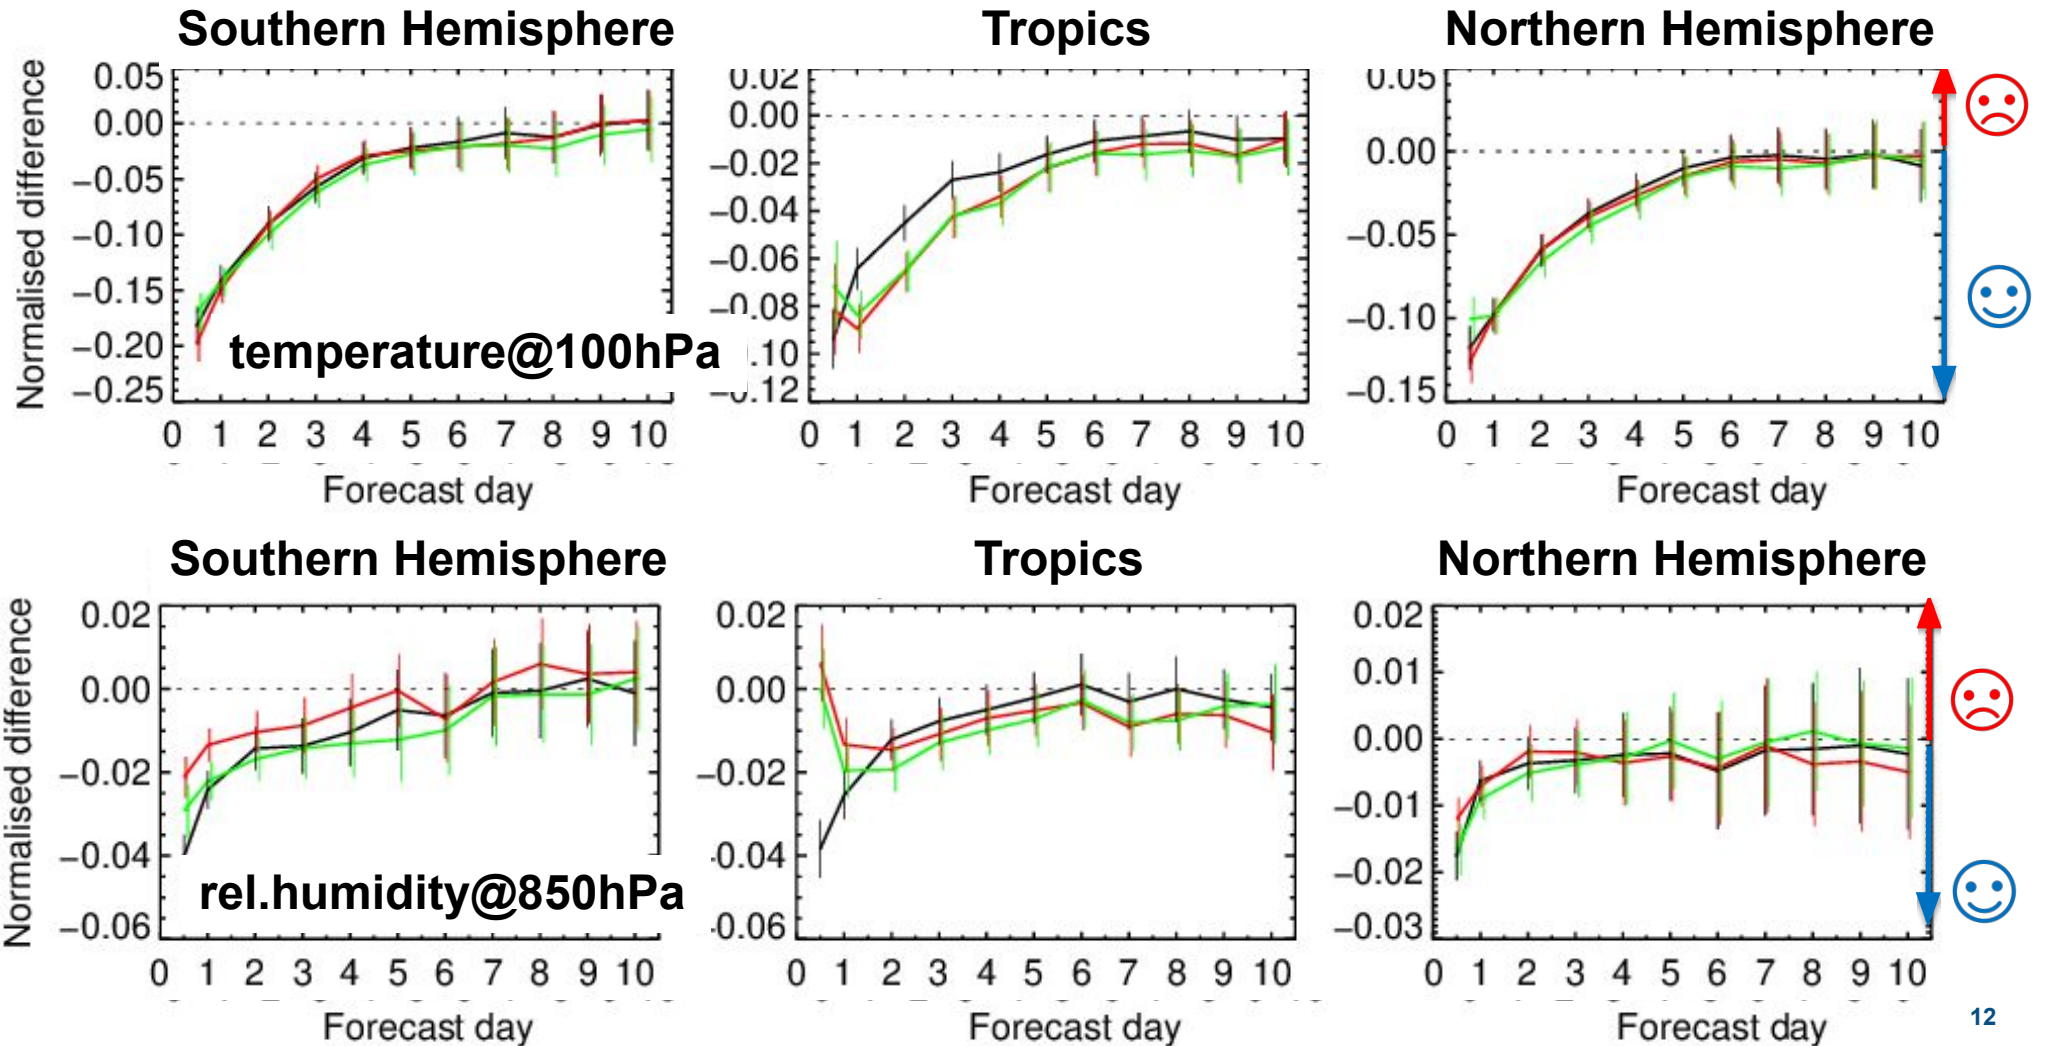 Southern Hemisphere
Tropics
Northern Hemisphere
Normalised difference
0.05
0.00
−0.05
−0.10
−0.15
−0.20
−0.25
0 1 2 3 4 5 6 7 8 9 10
Forecast day
temperature@100hPa
0.02
0.00
−0.02
−0.04
−0.06
−0.08
.10
0.12
0 1 2 3 4 5 6 7 8 9 10
Forecast day
0.05
0.00
−0.05
−0.10
−0.15
0 1 2 3 4 5 6 7 8 9 10
Forecast day
Southern Hemisphere
Tropics
Northern Hemisphere
Normalised difference
0.02
0.00
−0.02
−0.04
−0.06
0 1 2 3 4 5 6 7 8 9 10
Forecast day
rel.humidity@850hPa
0.02
0.00
−0.02
-0.04
0.06
0 1 2 3 4 5 6 7 8 9 10
Forecast day
0.02
0.01
0.00
−0.01
−0.02
−0.03
0 1 2 3 4 5 6 7 8 9 10
Forecast day
12